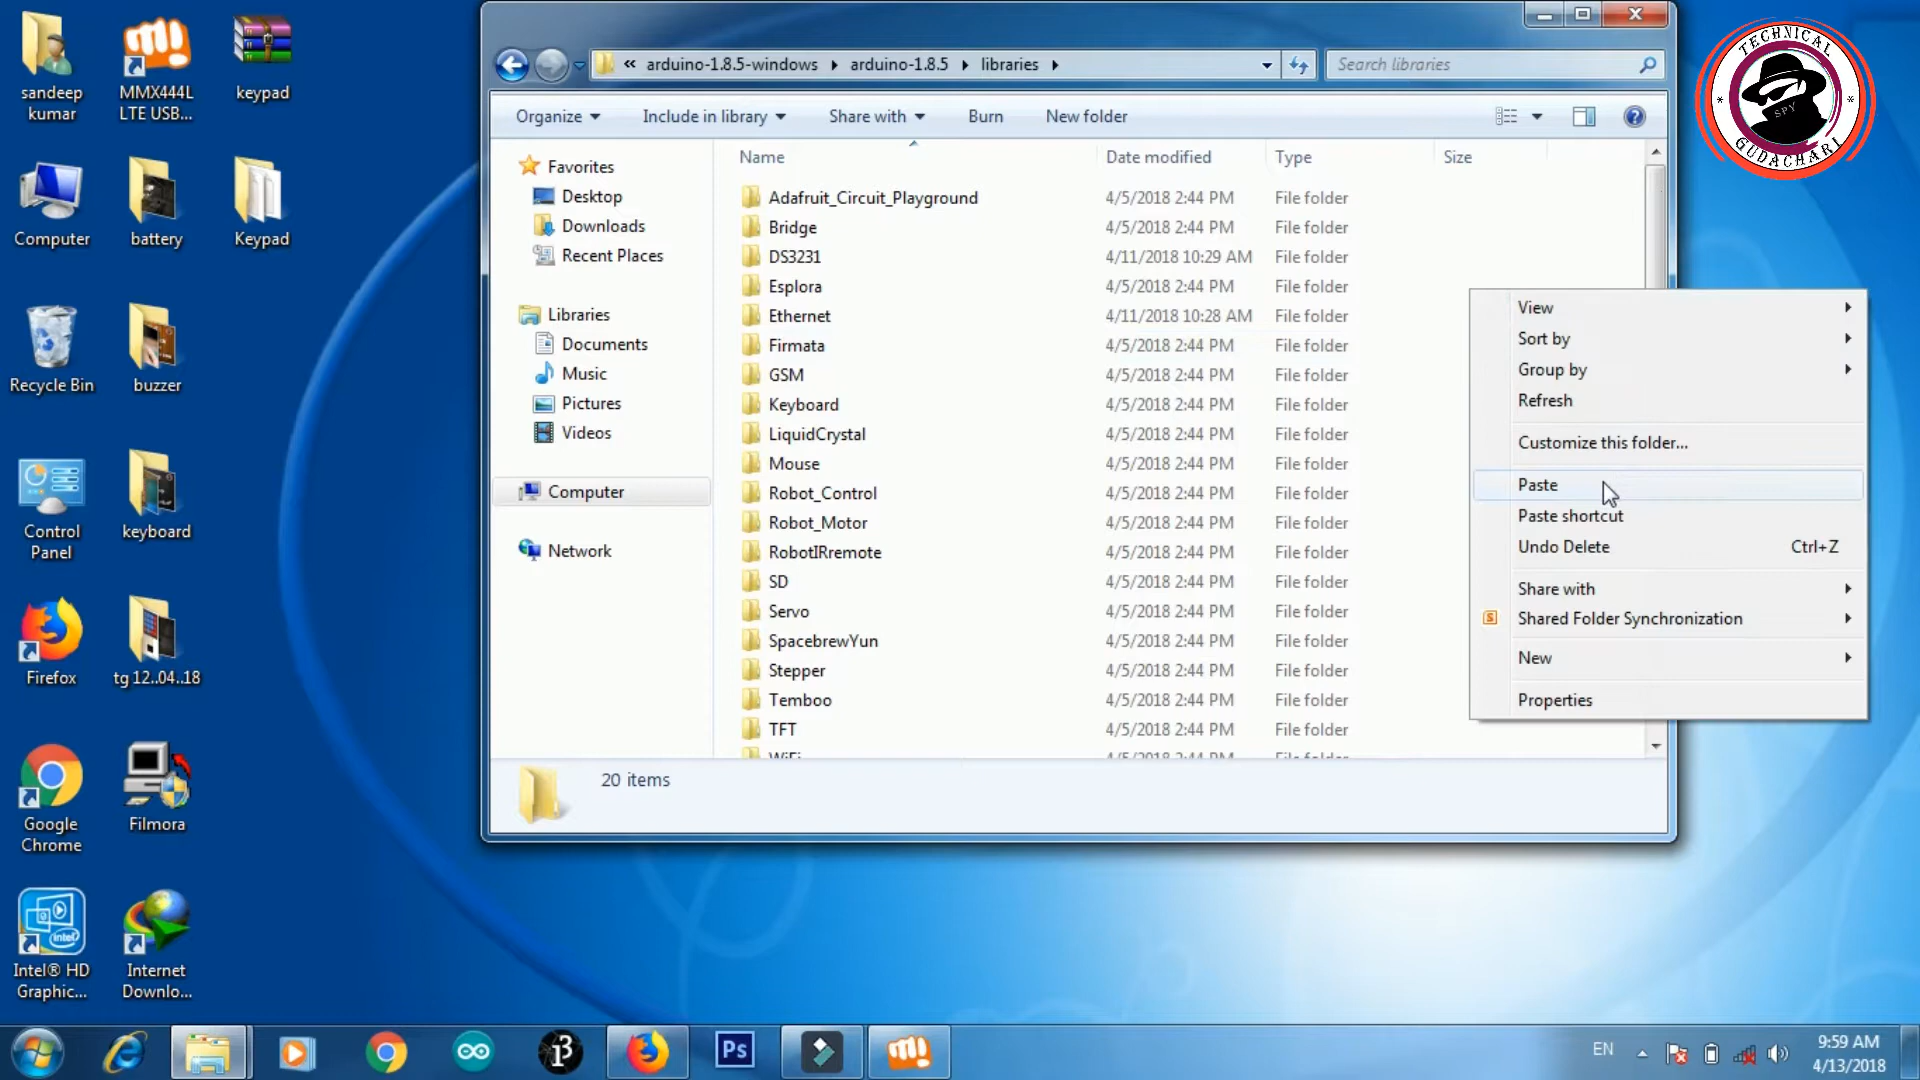 sandeep
kumar
MMX444L
LTE USB...
keypad
Computer
battery
Keypad
Recycle Bin
buzzer
Control
Panel
keyboard
Firefox
tg 12..04..18
Google
Chrome
Filmora
Intel® HD
Graphic...
Internet
Downlo...
« arduino-1.8.5-windows arduino-1.8.5 libraries
Search libraries
Organize Include in library Share with Burn New folder
Favorites
Desktop
Downloads
Recent Places
Libraries
Documents
Music
Pictures
Videos
Computer
Network
Name Date modified Type Size
Adafruit_Circuit_Playground 4/5/2018 2:44 PM File folder
Bridge 4/5/2018 2:44 PM File folder
DS3231 4/11/2018 10:29 AM File folder
Esplora 4/5/2018 2:44 PM File folder
Ethernet 4/11/2018 10:28 AM File folder
Firmata 4/5/2018 2:44 PM File folder
GSM 4/5/2018 2:44 PM File folder
Keyboard 4/5/2018 2:44 PM File folder
LiquidCrystal 4/5/2018 2:44 PM File folder
Mouse 4/5/2018 2:44 PM File folder
Robot_Control 4/5/2018 2:44 PM File folder
Robot_Motor 4/5/2018 2:44 PM File folder
RobotIRremote 4/5/2018 2:44 PM File folder
SD 4/5/2018 2:44 PM File folder
Servo 4/5/2018 2:44 PM File folder
SpacebrewYun 4/5/2018 2:44 PM File folder
Stepper 4/5/2018 2:44 PM File folder
Temboo 4/5/2018 2:44 PM File folder
TFT 4/5/2018 2:44 PM File folder
20 items
View
Sort by
Group by
Refresh
Customize this folder...
Paste
Paste shortcut
Undo Delete Ctrl+Z
Share with
Shared Folder Synchronization
New
Properties
TECHNICAL
SPY
GUDACHARI
Ps
EN
9:59 AM
4/13/2018